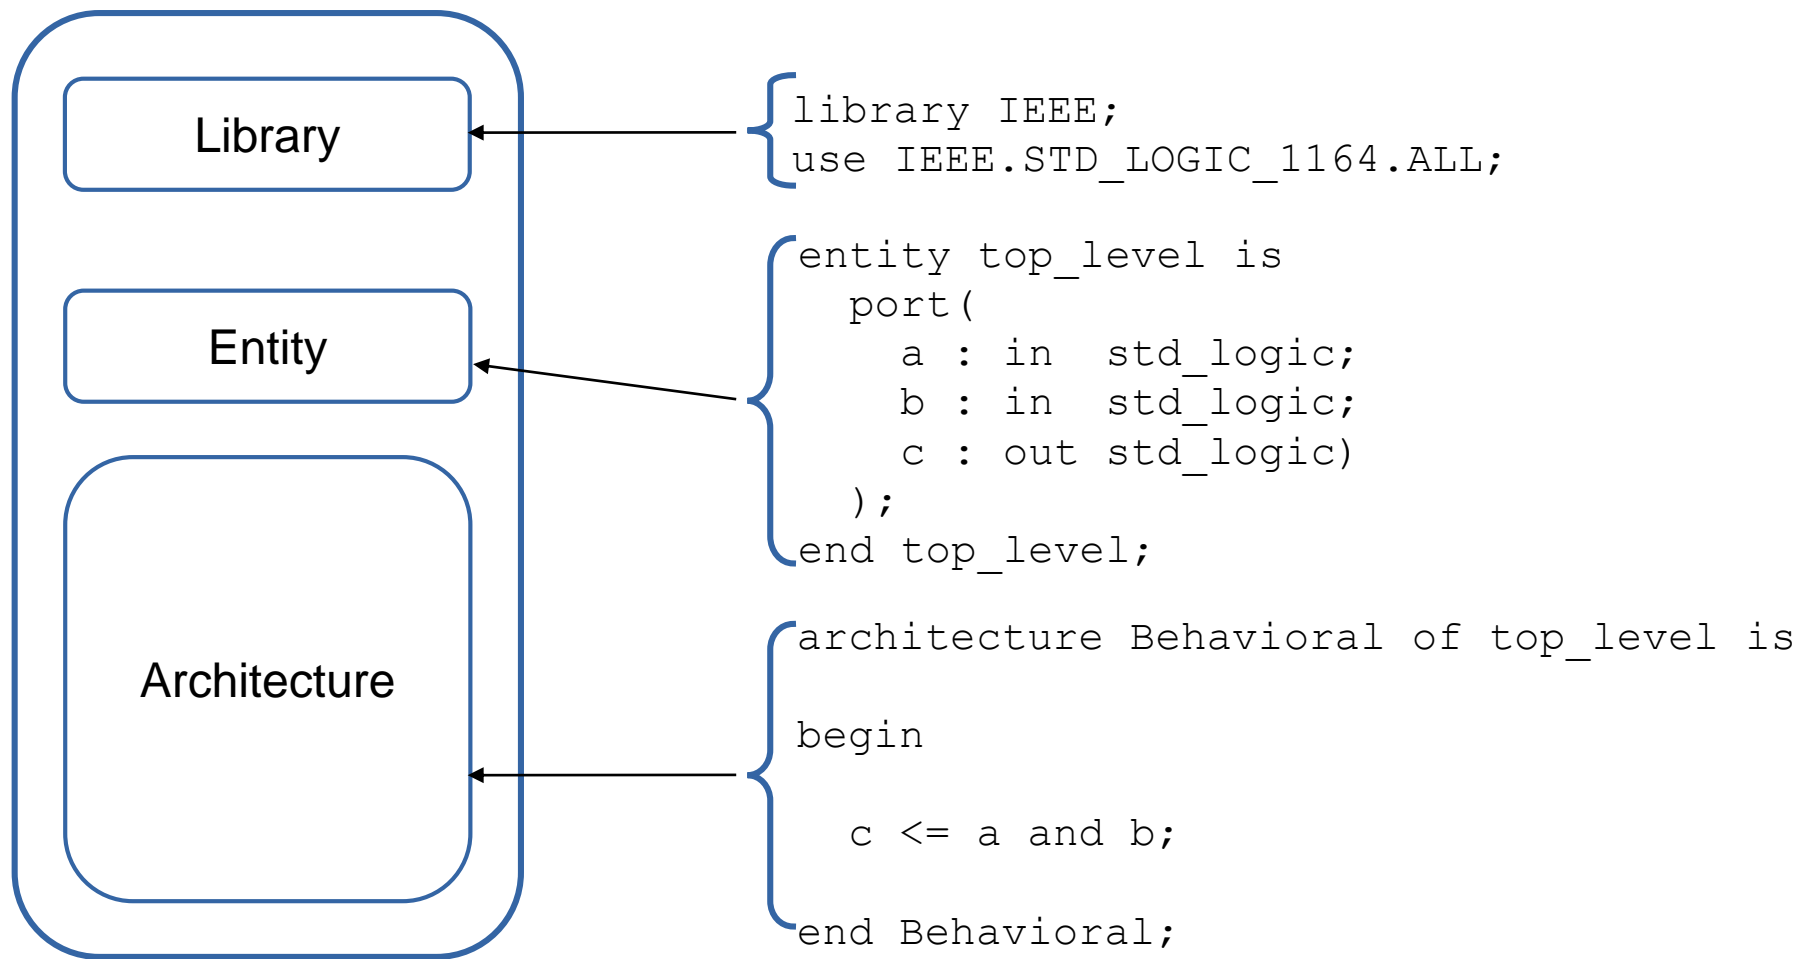 Library
library IEEE;
use IEEE.STD_LOGIC_1164.ALL;
Entity
entity top_level is
  port(
    a : in  std_logic;
    b : in  std_logic;
    c : out std_logic)
  );
end top_level;
Architecture
architecture Behavioral of top_level is
begin
  c <= a and b;
end Behavioral;